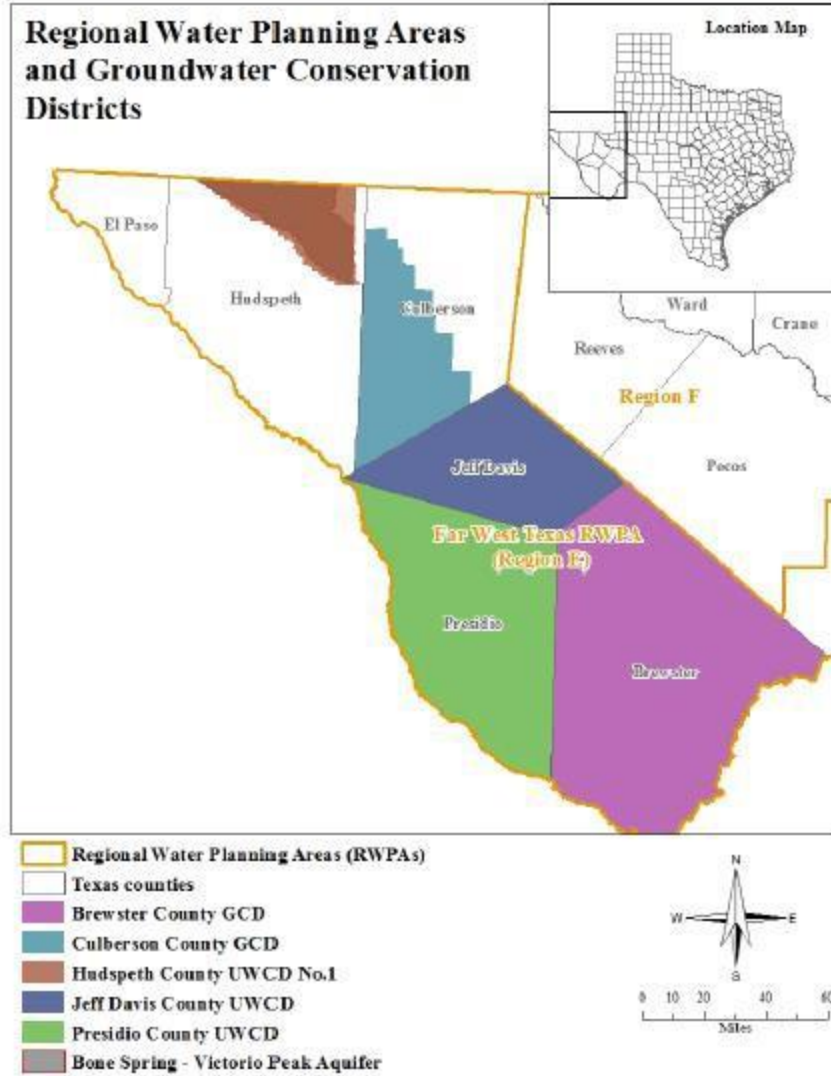 Regional Water Planning Areas
and Groundwater Conservation
Districts
Location Map
El Paso
Hudspeth
Culberson
Ward
Crane
Reeves
Region F
Pecos
Jeff Davis
Far West Texas RWPA
(Region E)
Presidio
Brewster
Regional Water Planning Areas (RWPAs)
Texas counties
Brewster County GCD
Culberson County GCD
Hudspeth County UWCD No.1
Jeff Davis County UWCD
Presidio County UWCD
Bone Spring - Victorio Peak Aquifer
N
W
E
S
0 10 20 40 60
Miles